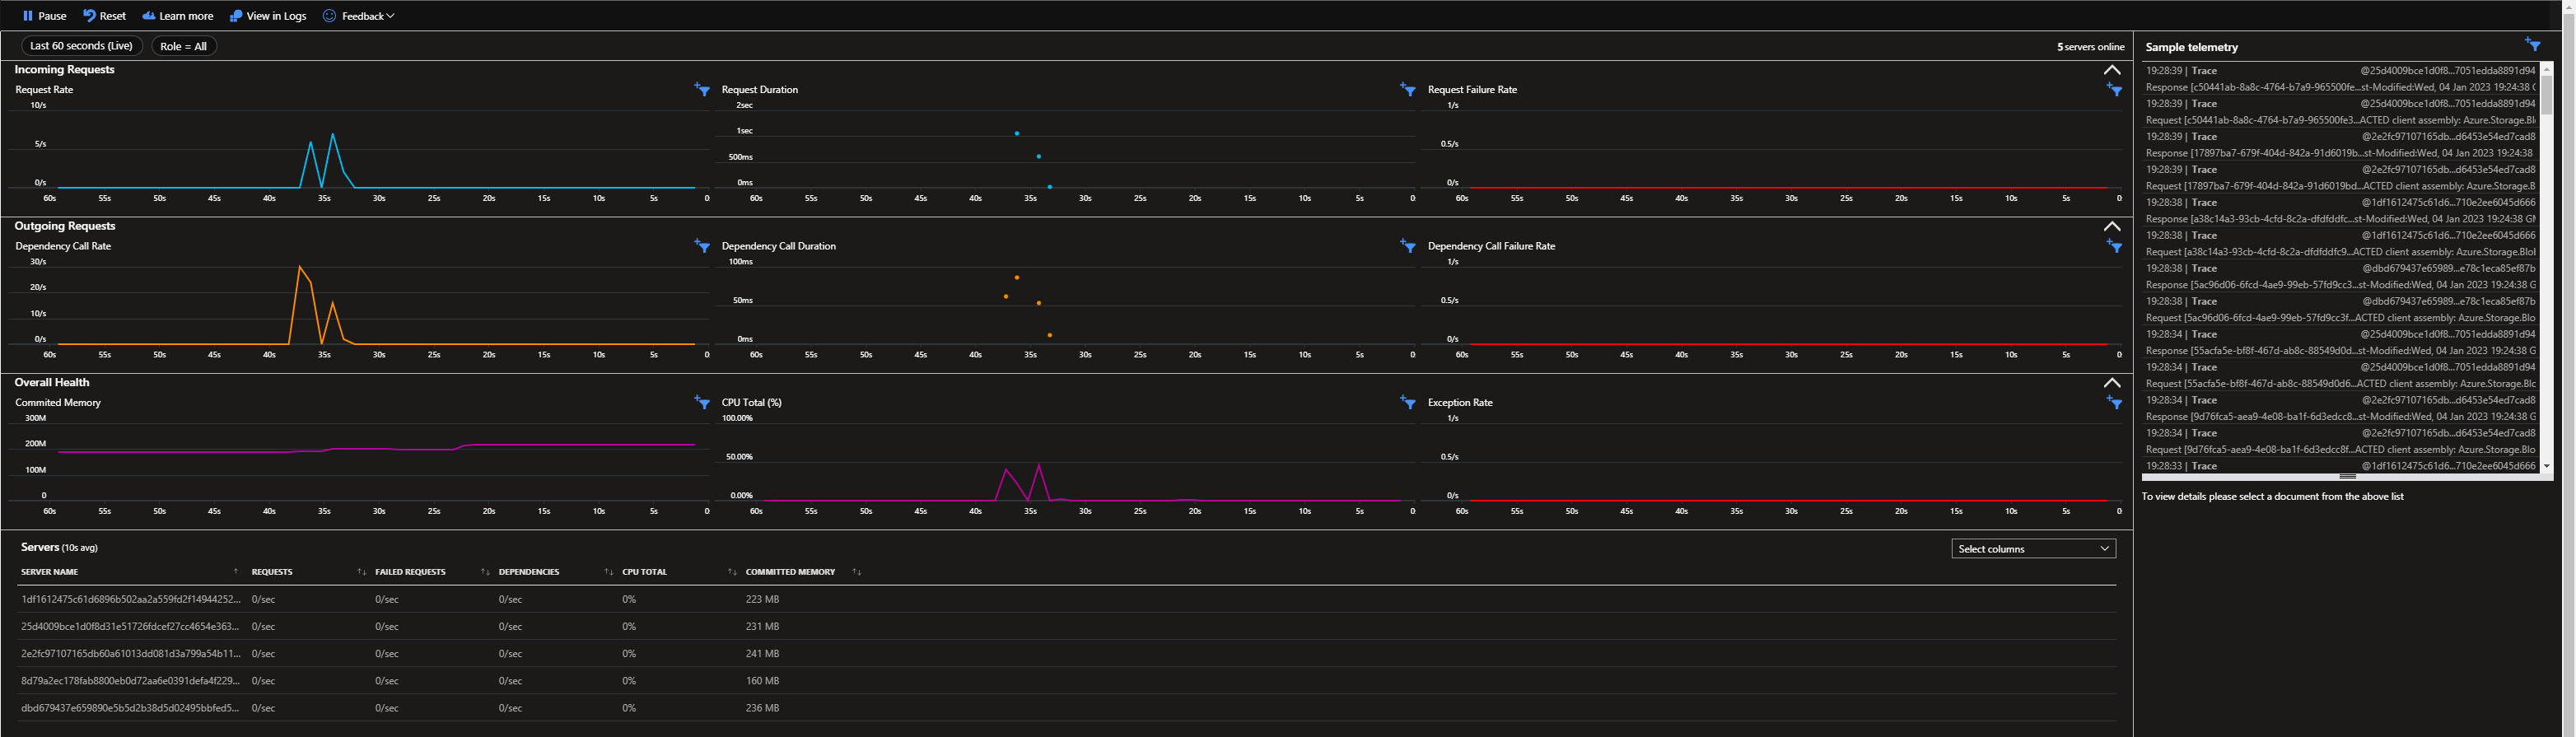 Pause Reset Learn more View in Logs Feedback
Last 60 seconds (Live) Role = All 5 servers online
Incoming Requests
Request Rate
10/s
5/s
0/s
60s 55s 50s 45s 40s 35s 30s 25s 20s 15s 10s 5s 0
Request Duration
2sec
1sec
500ms
0ms
60s 55s 50s 45s 40s 35s 30s 25s 20s 15s 10s 5s 0
Request Failure Rate
1/s
0.5/s
0/s
60s 55s 50s 45s 40s 35s 30s 25s 20s 15s 10s 5s 0
Outgoing Requests
Dependency Call Rate
30/s
20/s
10/s
0/s
60s 55s 50s 45s 40s 35s 30s 25s 20s 15s 10s 5s 0
Dependency Call Duration
100ms
50ms
0ms
60s 55s 50s 45s 40s 35s 30s 25s 20s 15s 10s 5s 0
Dependency Call Failure Rate
1/s
0.5/s
0/s
60s 55s 50s 45s 40s 35s 30s 25s 20s 15s 10s 5s 0
Overall Health
Commited Memory
300M
200M
100M
0
60s 55s 50s 45s 40s 35s 30s 25s 20s 15s 10s 5s 0
CPU Total (%)
100.00%
50.00%
0.00%
60s 55s 50s 45s 40s 35s 30s 25s 20s 15s 10s 5s 0
Exception Rate
1/s
0.5/s
0/s
60s 55s 50s 45s 40s 35s 30s 25s 20s 15s 10s 5s 0
Servers (10s avg)
Select columns
SERVER NAME REQUESTS FAILED REQUESTS DEPENDENCIES CPU TOTAL COMMITTED MEMORY
1df1612475c61d6896b502aa2a559fd2f14944252... 0/sec 0/sec 0/sec 0% 223 MB
25d4009bce1d0f8d31e51726fdcef27cc4654e363... 0/sec 0/sec 0/sec 0% 231 MB
2e2fc97107165db60a61013dd081d3a799a54b11... 0/sec 0/sec 0/sec 0% 241 MB
8d79a2ec178fab8800eb0d72aa6e0391defa4f229... 0/sec 0/sec 0/sec 0% 160 MB
dbd679437e659890e5b5d2b38d5d02495bbfed5... 0/sec 0/sec 0/sec 0% 236 MB
Sample telemetry
19:28:39 | Trace @25d4009bce1d0f8...7051edda8891d94
Response [c50441ab-8a8c-4764-b7a9-965500fe...st-Modified:Wed, 04 Jan 2023 19:24:38 G
19:28:39 | Trace @25d4009bce1d0f8...7051edda8891d94
Request [c50441ab-8a8c-4764-b7a9-965500fe3...ACTED client assembly: Azure.Storage.Blo
19:28:39 | Trace @2e2fc97107165db...d6453e54ed7cad8
Response [17897ba7-679f-404d-842a-91d6019b...st-Modified:Wed, 04 Jan 2023 19:24:38
19:28:39 | Trace @2e2fc97107165db...d6453e54ed7cad8
Request [17897ba7-679f-404d-842a-91d6019bd...ACTED client assembly: Azure.Storage.B
19:28:38 | Trace @1df1612475c61d6...710e2ee6045d666
Response [a38c14a3-93cb-4cfd-8c2a-dfdfddfc...st-Modified:Wed, 04 Jan 2023 19:24:38 GM
19:28:38 | Trace @1df1612475c61d6...710e2ee6045d666
Request [a38c14a3-93cb-4cfd-8c2a-dfdfddfc9...ACTED client assembly: Azure.Storage.Blol
19:28:38 | Trace @dbd679437e65989...e78c1eca85ef87b
Response [5ac96d06-6fcd-4ae9-99eb-57fd9cc3...st-Modified:Wed, 04 Jan 2023 19:24:38 G
19:28:38 | Trace @dbd679437e65989...e78c1eca85ef87b
Request [5ac96d06-6fcd-4ae9-99eb-57fd9cc3f...ACTED client assembly: Azure.Storage.Blo
19:28:34 | Trace @25d4009bce1d0f8...7051edda8891d94
Response [55acfa5e-bf8f-467d-ab8c-88549d0d...st-Modified:Wed, 04 Jan 2023 19:24:38 G
19:28:34 | Trace @25d4009bce1d0f8...7051edda8891d94
Request [55acfa5e-bf8f-467d-ab8c-88549d0d6...ACTED client assembly: Azure.Storage.Blo
19:28:34 | Trace @2e2fc97107165db...d6453e54ed7cad8
Response [9d76fca5-aea9-4e08-ba1f-6d3edcc8...st-Modified:Wed, 04 Jan 2023 19:24:38 G
19:28:34 | Trace @2e2fc97107165db...d6453e54ed7cad8
Request [9d76fca5-aea9-4e08-ba1f-6d3edcc8f...ACTED client assembly: Azure.Storage.Blo
19:28:33 | Trace @1df1612475c61d6...710e2ee6045d666
To view details please select a document from the above list